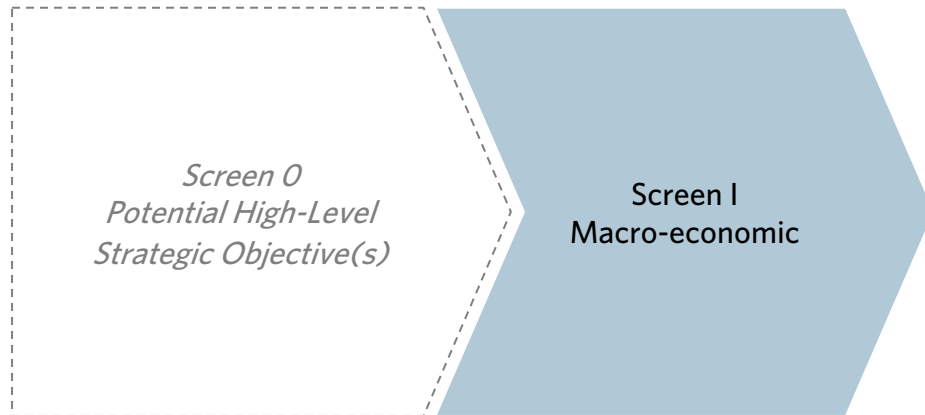 Screen 0
Potential High-Level
Strategic Objective(s)
Screen I
Macro-economic